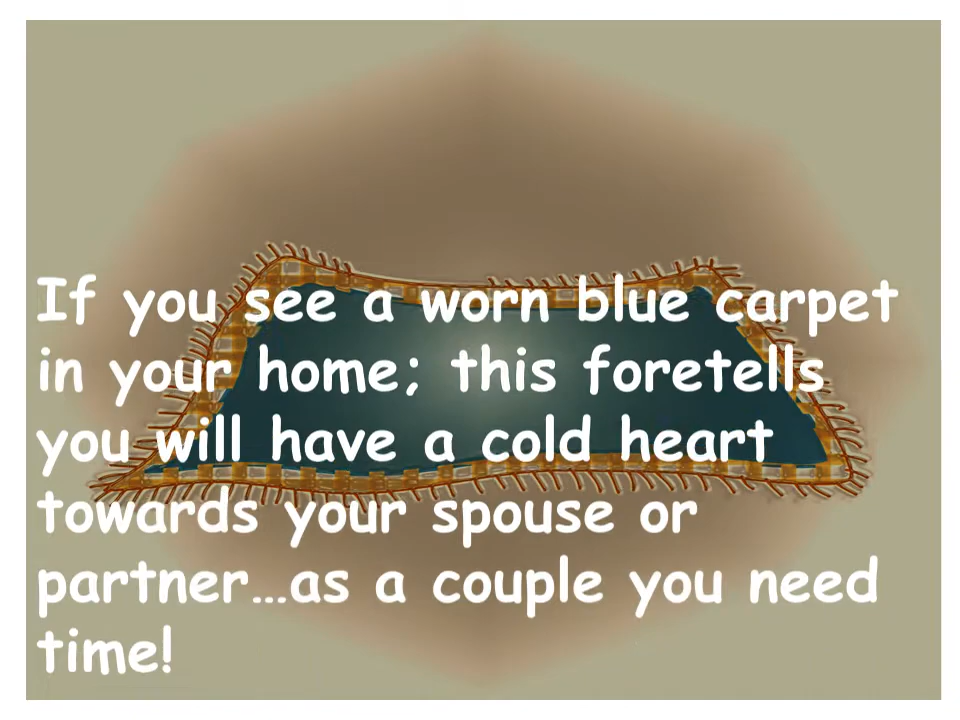 If you see a worn blue carpet
in your home; this foretells
you will have a cold heart
towards your spouse or
partner...as a couple you need
time!